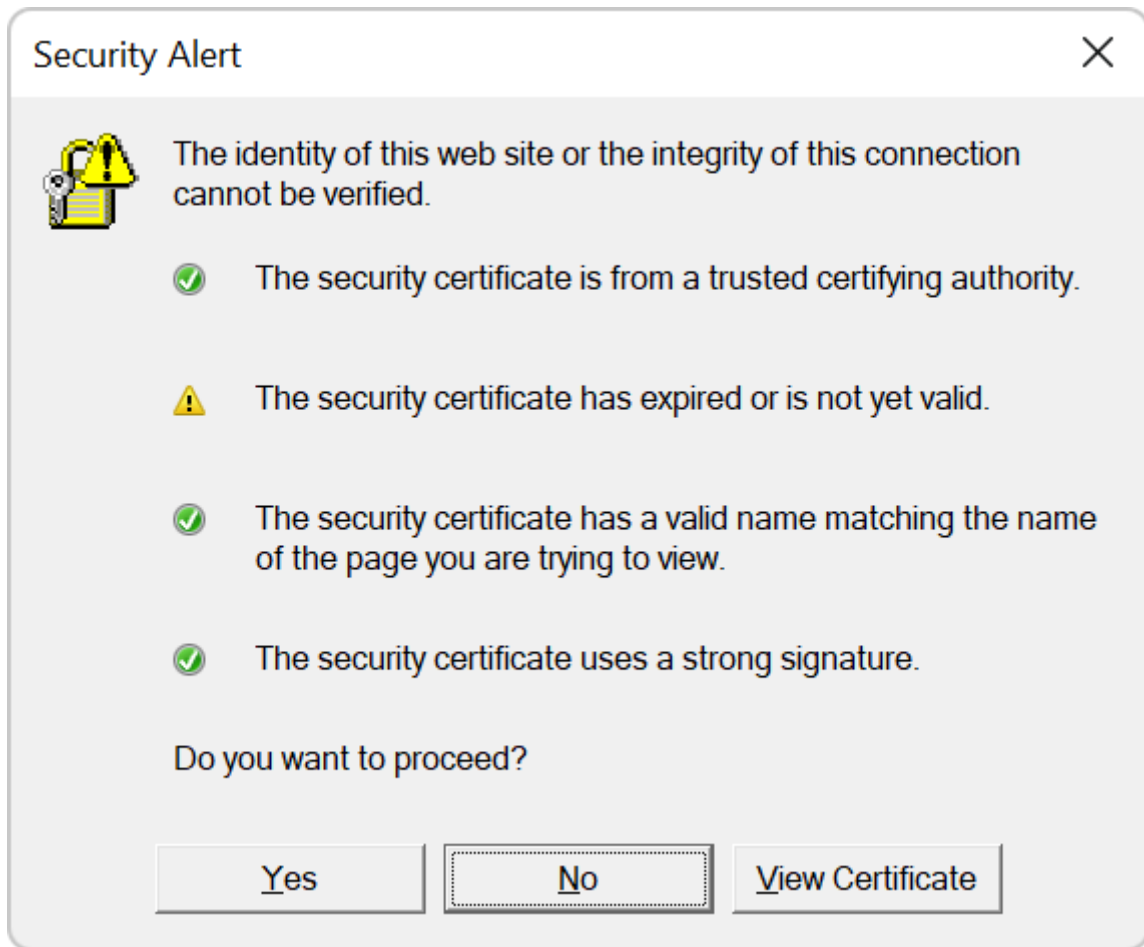 Security Alert
The identity of this web site or the integrity of this connection
cannot be verified.
The security certificate is from a trusted certifying authority.
The security certificate has expired or is not yet valid.
The security certificate has a valid name matching the name
of the page you are trying to view.
The security certificate uses a strong signature.
Do you want to proceed?
Yes
No
View Certificate